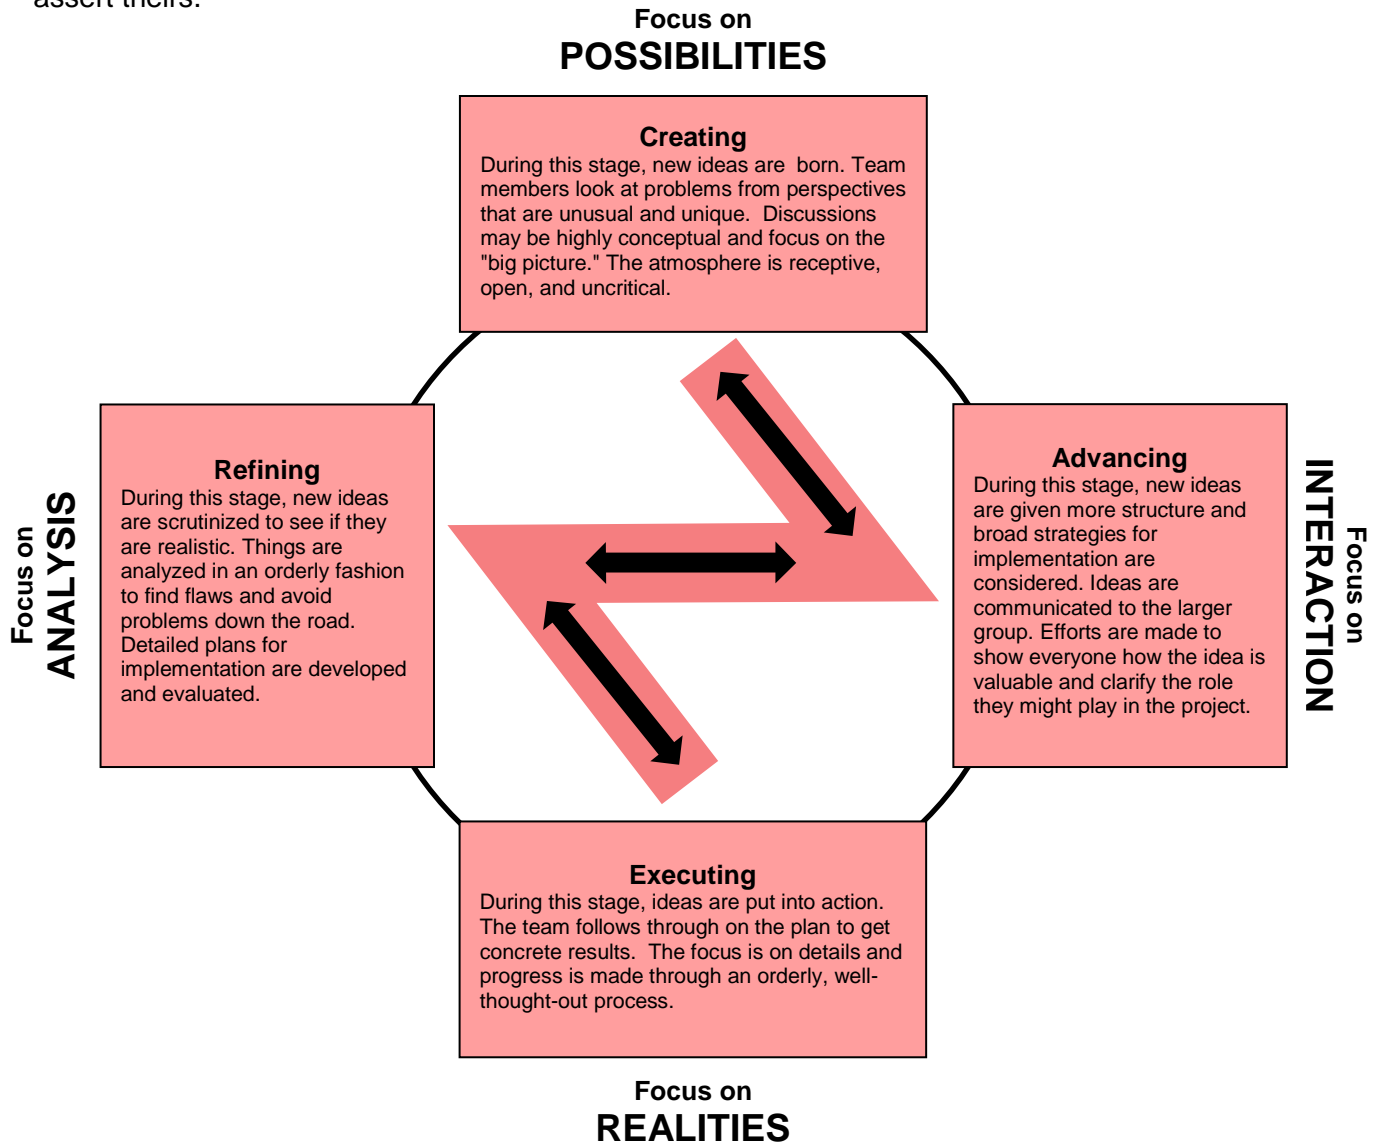 assert theirs.
Focus on
POSSIBILITIES
Creating
During this stage, new ideas are  born. Team
members look at problems from perspectives
that are unusual and unique.  Discussions
may be highly conceptual and focus on the
"big picture." The atmosphere is receptive,
open, and uncritical.
Focus on
ANALYSIS
Refining
During this stage, new ideas
are scrutinized to see if they
are realistic. Things are
analyzed in an orderly fashion
to find flaws and avoid
problems down the road.
Detailed plans for
implementation are developed
and evaluated.
Advancing
During this stage, new ideas
are given more structure and
broad strategies for
implementation are
considered. Ideas are
communicated to the larger
group. Efforts are made to
show everyone how the idea is
valuable and clarify the role
they might play in the project.
Focus on
INTERACTION
Executing
During this stage, ideas are put into action.
The team follows through on the plan to get
concrete results.  The focus is on details and
progress is made through an orderly, well-
thought-out process.
Focus on
REALITIES